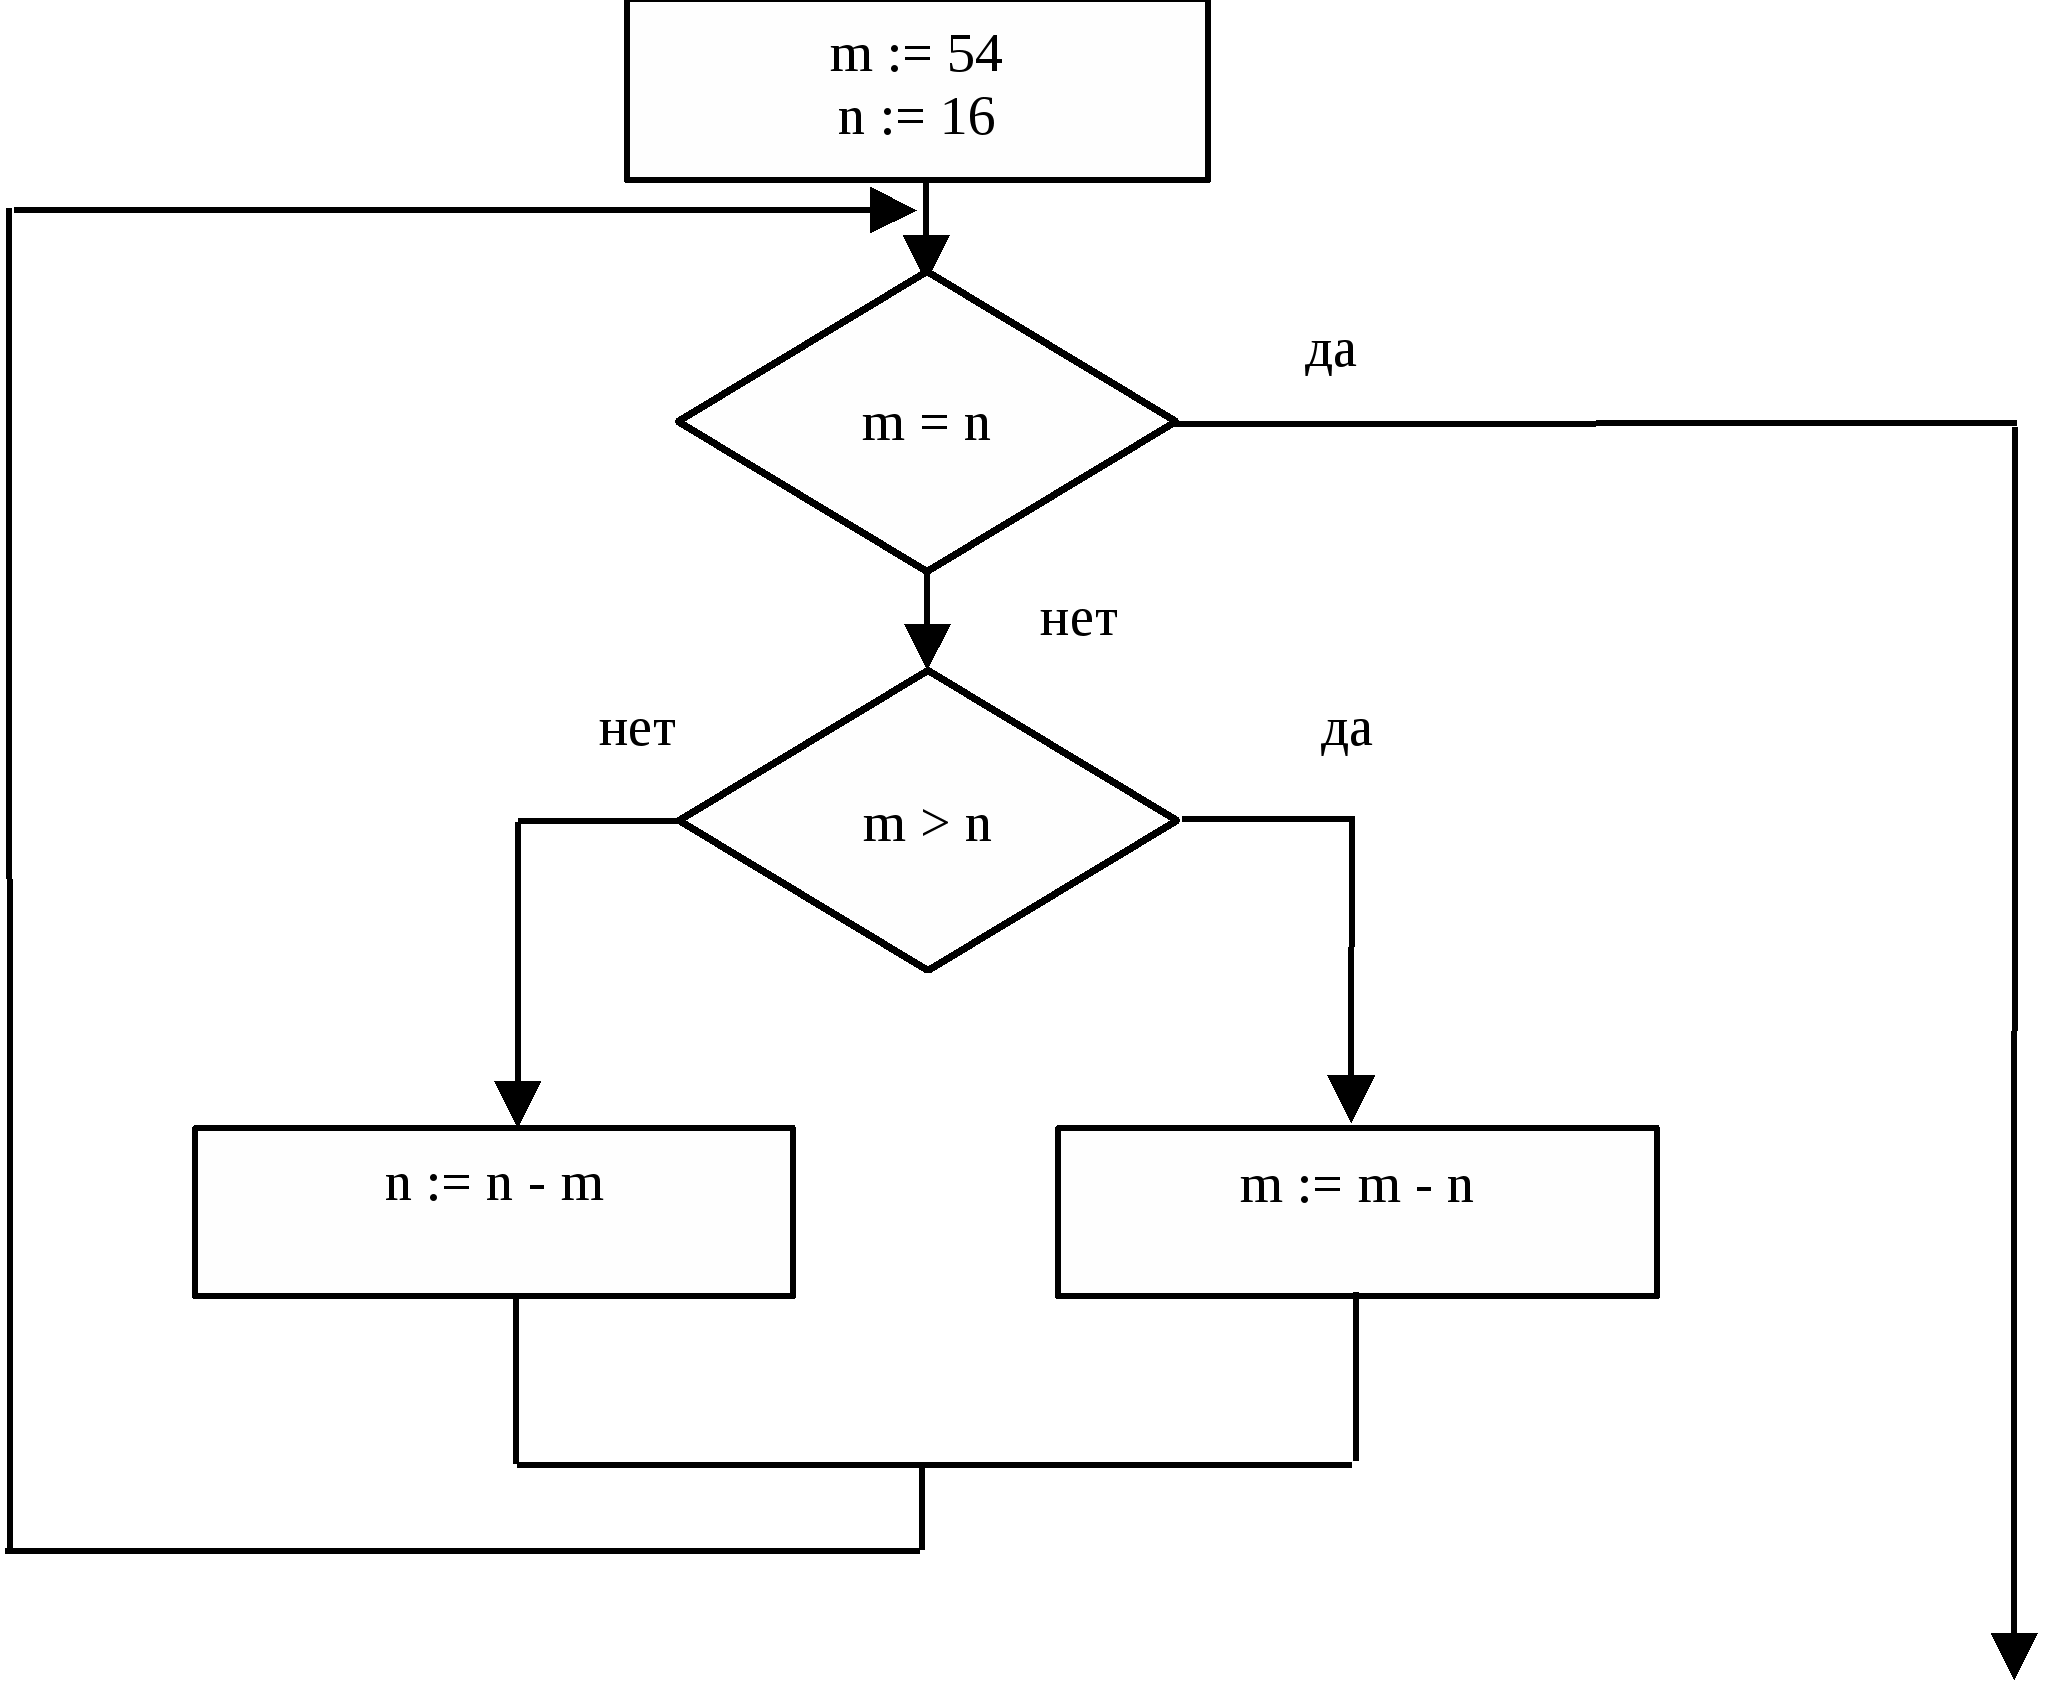 m := 54
n := 16
да
m = n
нет
нет
да
m > n
n := n - m
m := m - n